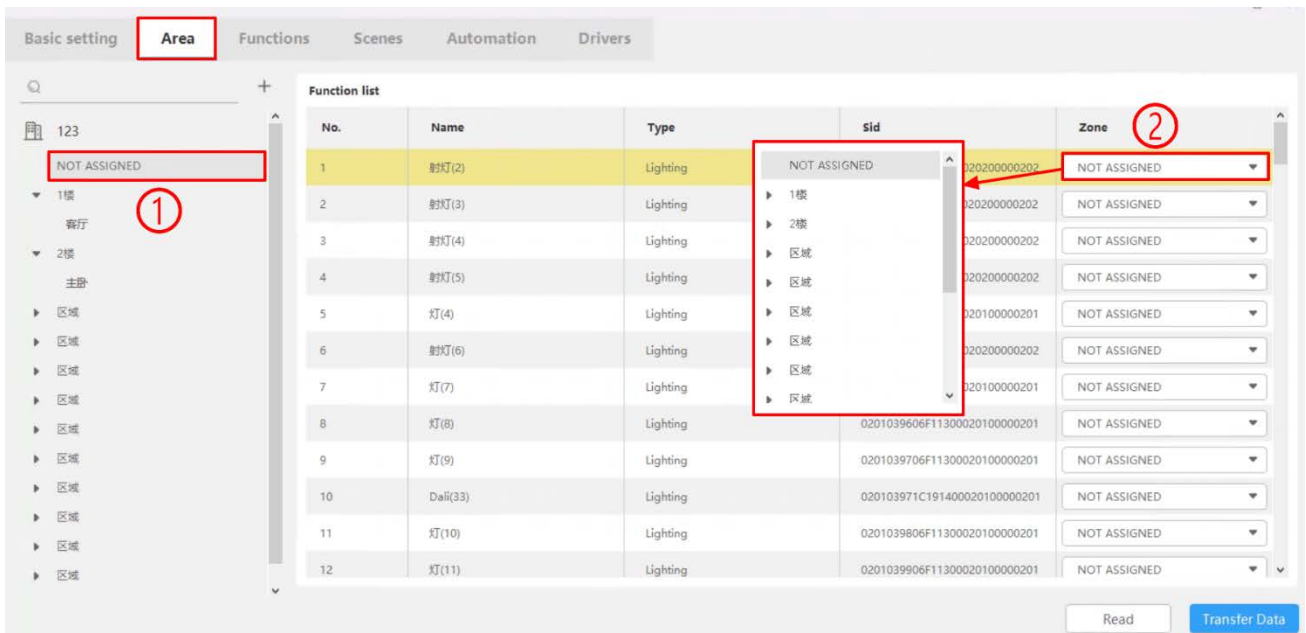 Basic setting Area Functions Scenes Automation Drivers
Function list
123
NOT ASSIGNED
1楼
客厅
2楼
主卧
区域
区域
区域
区域
区域
区域
区域
区域
区域
区域
①
No. Name Type Sid Zone ②
1 射灯(2) Lighting 020200000202 NOT ASSIGNED
2 射灯(3) Lighting 020200000202 NOT ASSIGNED
3 射灯(4) Lighting 020200000202 NOT ASSIGNED
4 射灯(5) Lighting 020200000202 NOT ASSIGNED
5 灯(4) Lighting 020100000201 NOT ASSIGNED
6 射灯(6) Lighting 020200000202 NOT ASSIGNED
7 灯(7) Lighting 020100000201 NOT ASSIGNED
8 灯(8) Lighting 0201039606F11300020100000201 NOT ASSIGNED
9 灯(9) Lighting 0201039706F11300020100000201 NOT ASSIGNED
10 Dali(33) Lighting 020103971C191400020100000201 NOT ASSIGNED
11 灯(10) Lighting 0201039806F11300020100000201 NOT ASSIGNED
12 灯(11) Lighting 0201039906F11300020100000201 NOT ASSIGNED
NOT ASSIGNED
1楼
2楼
区域
区域
区域
区域
区域
区域
Read Transfer Data